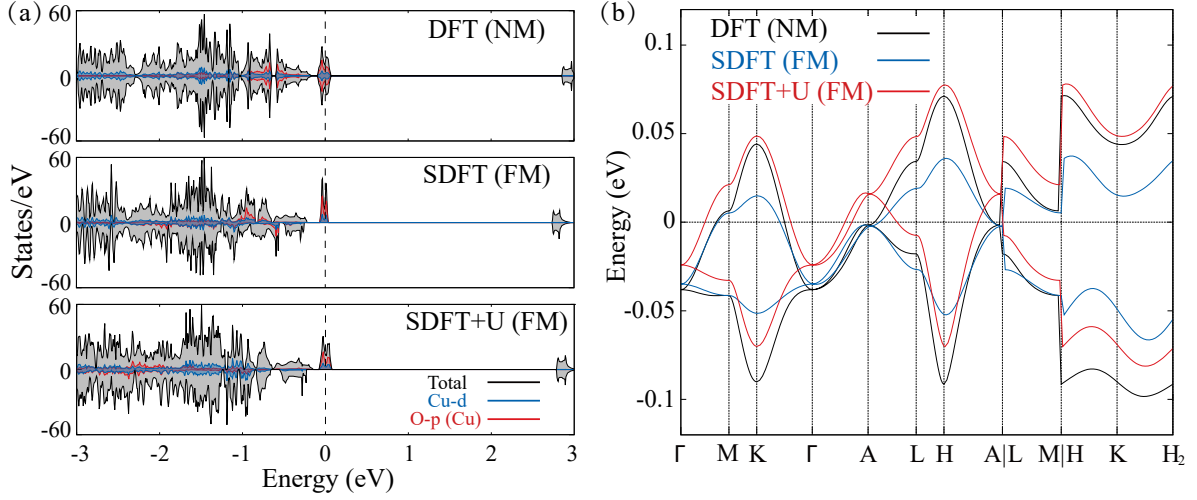 (a)
60
DFT (NM)
0
-60
60
SDFT (FM)
0
States/eV
-60
60
SDFT+U (FM)
0
Total
Cu-d
O-p (Cu)
-60
-3 -2 -1 0 1 2 3
Energy (eV)
(b)
0.1
DFT (NM)
SDFT (FM)
SDFT+U (FM)
0.05
0
-0.05
-0.1
Energy (eV)
Γ M K Γ A L H A|L M|H K H₂